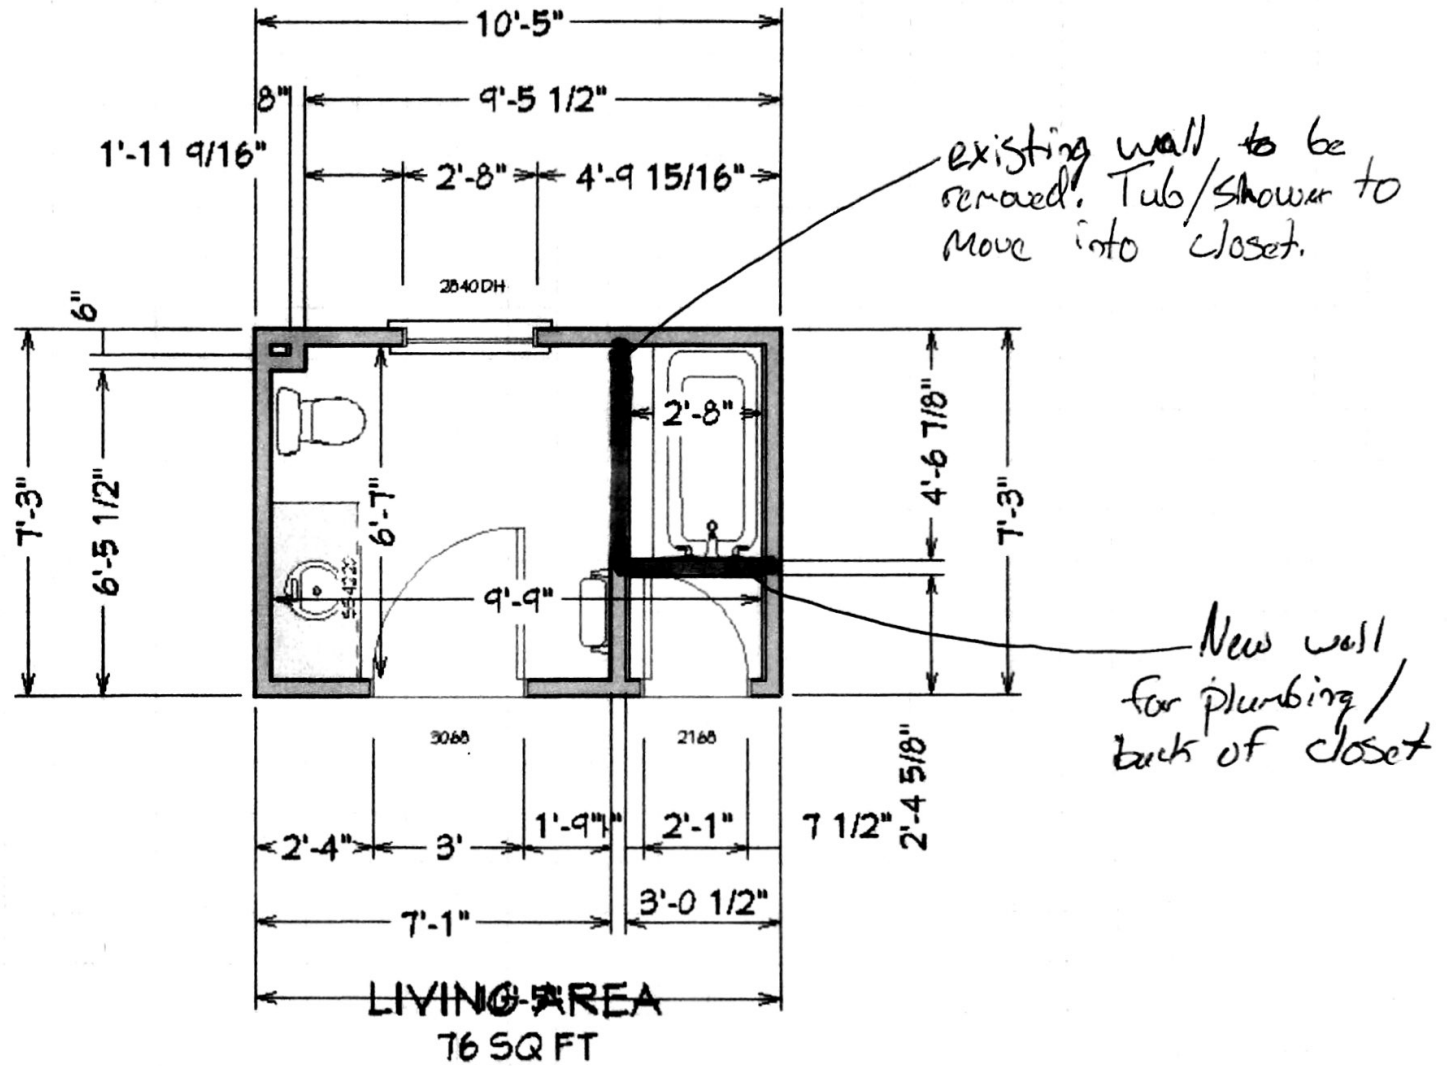 10'-5"
8"
9'-5 1/2"
1'-11 9/16"
2'-8"
4'-9 15/16"
existing wall to be
removed. Tub/shower to
move into closet.
2840DH
6"
2'-8"
7'-3"
6'-5 1/2"
6'-7"
4'-6 7/8"
7'-3"
9'-9"
New wall
for plumbing/
back of closet
3068
2168
2'-4 5/8"
2'-4"
3'
1'-9"
2'-1"
7 1/2"
7'-1"
3'-0 1/2"
LIVING AREA
76 SQ FT